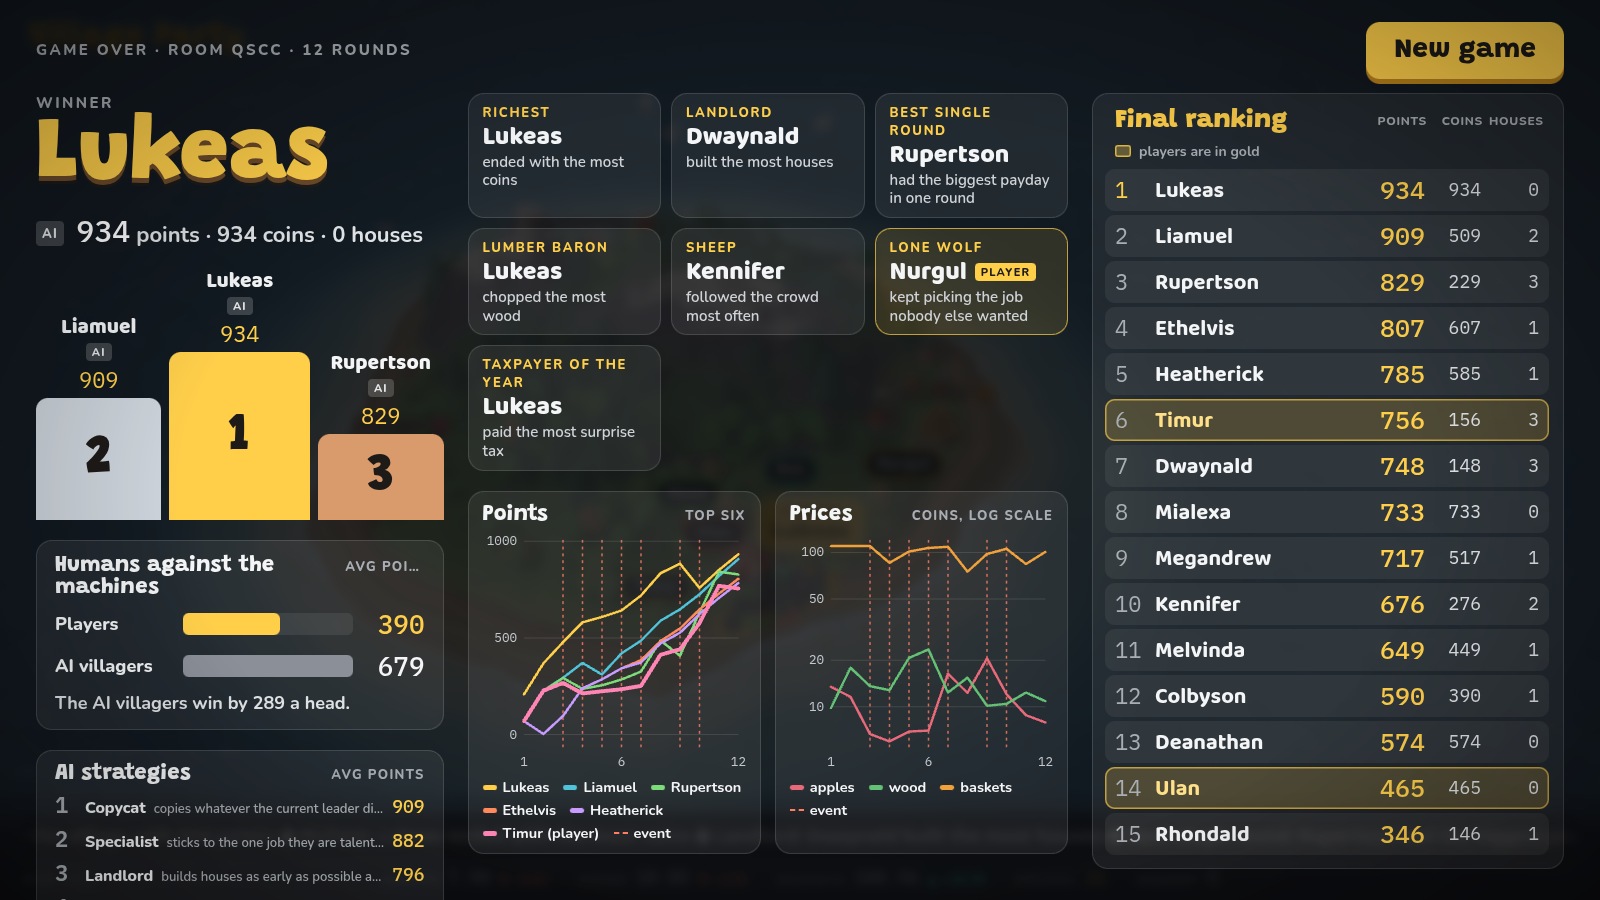 GAME OVER · ROOM QSCC · 12 ROUNDS
New game
WINNER
Lukeas
AI 934 points · 934 coins · 0 houses
Lukeas
AI
934
Liamuel
AI
909
Rupertson
AI
829
2
1
3
Humans against the
machines
AVG POI...
Players 390
AI villagers 679
The AI villagers win by 289 a head.
AI strategies AVG POINTS
1 Copycat copies whatever the current leader di... 909
2 Specialist sticks to the one job they are talent... 882
3 Landlord builds houses as early as possible a... 796
RICHEST
Lukeas
ended with the most
coins
LANDLORD
Dwaynald
built the most houses
BEST SINGLE
ROUND
Rupertson
had the biggest payday
in one round
LUMBER BARON
Lukeas
chopped the most
wood
SHEEP
Kennifer
followed the crowd
most often
LONE WOLF
Nurgul PLAYER
kept picking the job
nobody else wanted
TAXPAYER OF THE
YEAR
Lukeas
paid the most surprise
tax
Points TOP SIX
1000
500
0
1 6 12
Lukeas Liamuel Rupertson
Ethelvis Heatherick
Timur (player) event
Prices COINS, LOG SCALE
100
50
20
10
1 6 12
apples wood baskets
event
Final ranking POINTS COINS HOUSES
players are in gold
1 Lukeas 934 934 0
2 Liamuel 909 509 2
3 Rupertson 829 229 3
4 Ethelvis 807 607 1
5 Heatherick 785 585 1
6 Timur 756 156 3
7 Dwaynald 748 148 3
8 Mialexa 733 733 0
9 Megandrew 717 517 1
10 Kennifer 676 276 2
11 Melvinda 649 449 1
12 Colbyson 590 390 1
13 Deanathan 574 574 0
14 Ulan 465 465 0
15 Rhondald 346 146 1